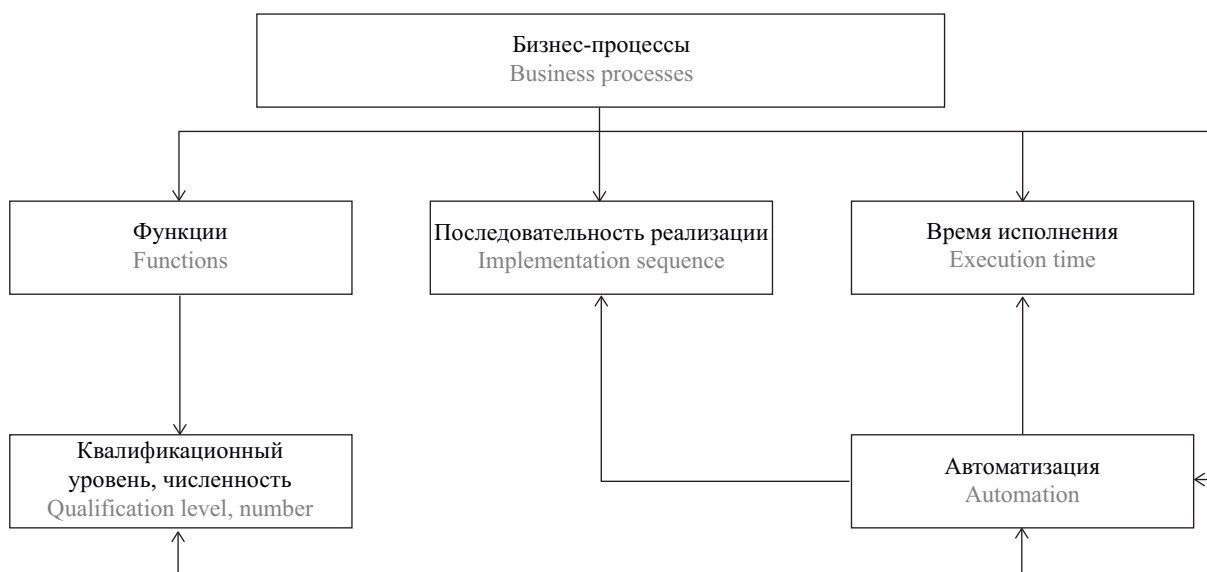 Бизнес-процессы
Business processes
Функции
Functions
Последовательность реализации
Implementation sequence
Время исполнения
Execution time
Квалификационный
уровень, численность
Qualification level, number
Автоматизация
Automation